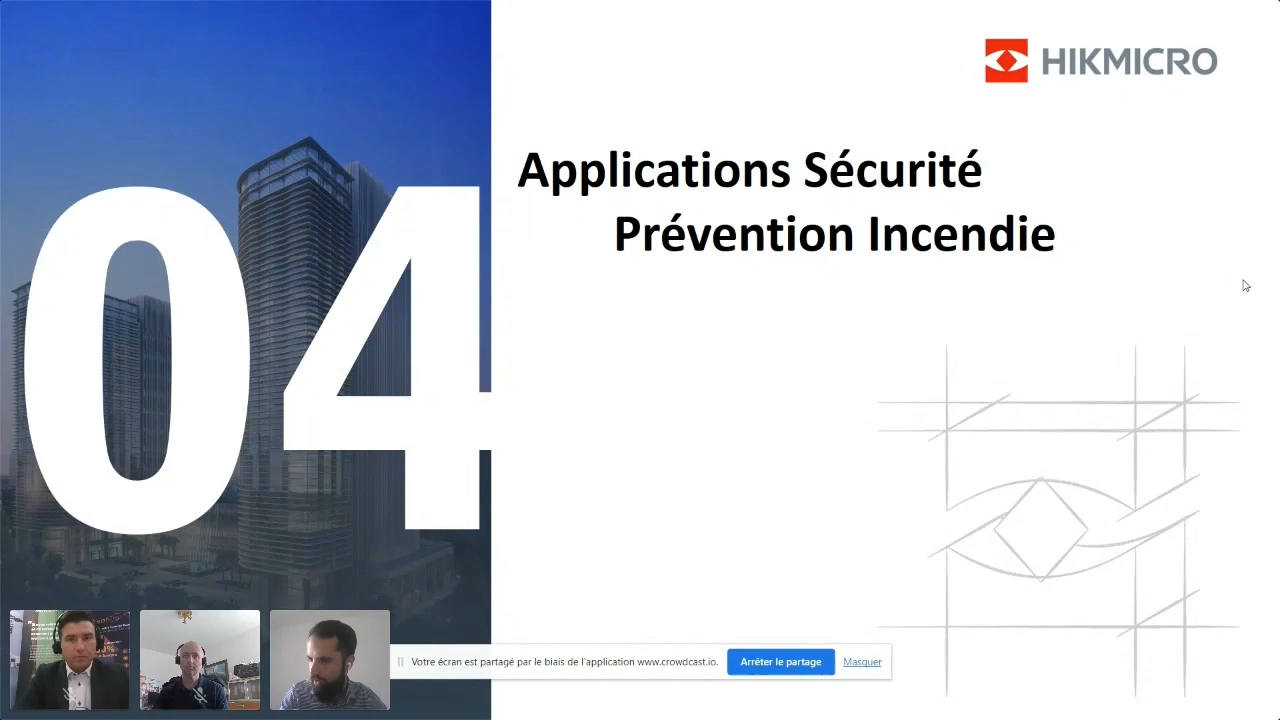 HIKMICRO
Applications Sécurité
Prévention Incendie
04
Votre écran est partagé par le biais de l'application www.crowdcast.io.
Arrêter le partage
Masquer